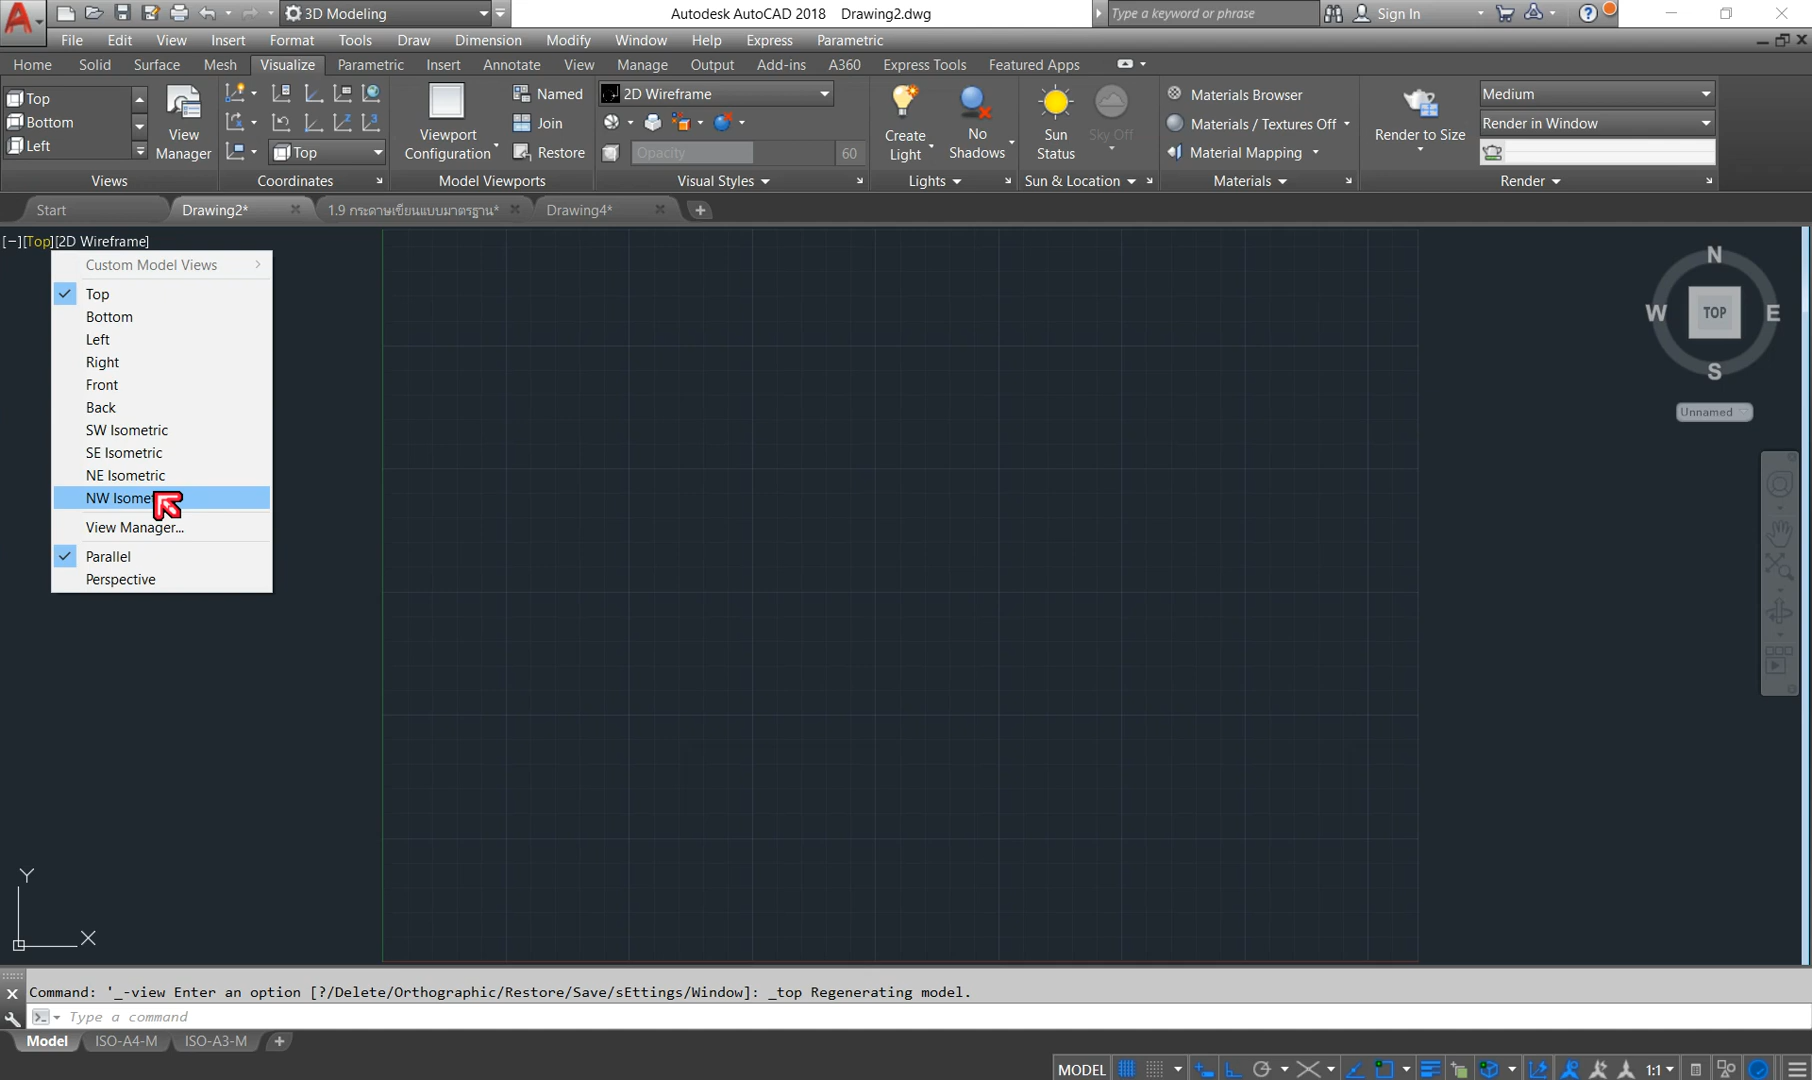 3D Modeling
Autodesk AutoCAD 2018 Drawing2.dwg
Type a keyword or phrase
Sign In
File Edit View Insert Format Tools Draw Dimension Modify Window Help Express Parametric
Home Solid Surface Mesh Visualize Parametric Insert Annotate View Manage Output Add-ins A360 Express Tools Featured Apps
Top
Bottom
Left
View
Manager
Top
Viewport
Configuration
Named
Join
Restore
2D Wireframe
Opacity 60
Create
Light
No
Shadows
Sun
Status
Sky Off
Materials Browser
Materials / Textures Off
Material Mapping
Render to Size
Medium
Render in Window
Views Coordinates Model Viewports Visual Styles Lights Sun & Location Materials Render
Start Drawing2* 1.9 กระดาษเขียนแบบมาตรฐาน* Drawing4*
[−][Top][2D Wireframe]
Custom Model Views
Top
Bottom
Left
Right
Front
Back
SW Isometric
SE Isometric
NE Isometric
NW Isomet
View Manager...
Parallel
Perspective
N
W TOP E
S
Unnamed
Y
X
Command: '_-view Enter an option [?/Delete/Orthographic/Restore/Save/sEttings/Window]: _top Regenerating model.
Type a command
Model ISO-A4-M ISO-A3-M
MODEL 1:1